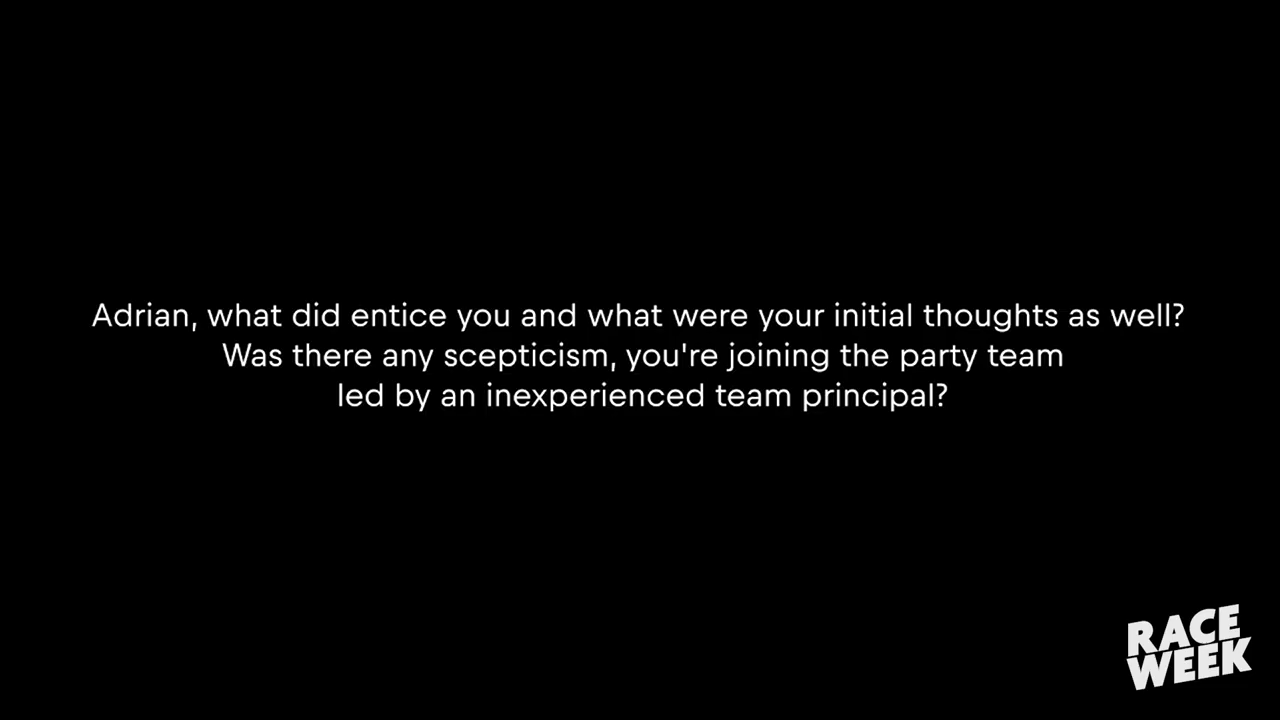 Adrian, what did entice you and what were your initial thoughts as well?
Was there any scepticism, you're joining the party team
led by an inexperienced team principal?
RACE
WEEK